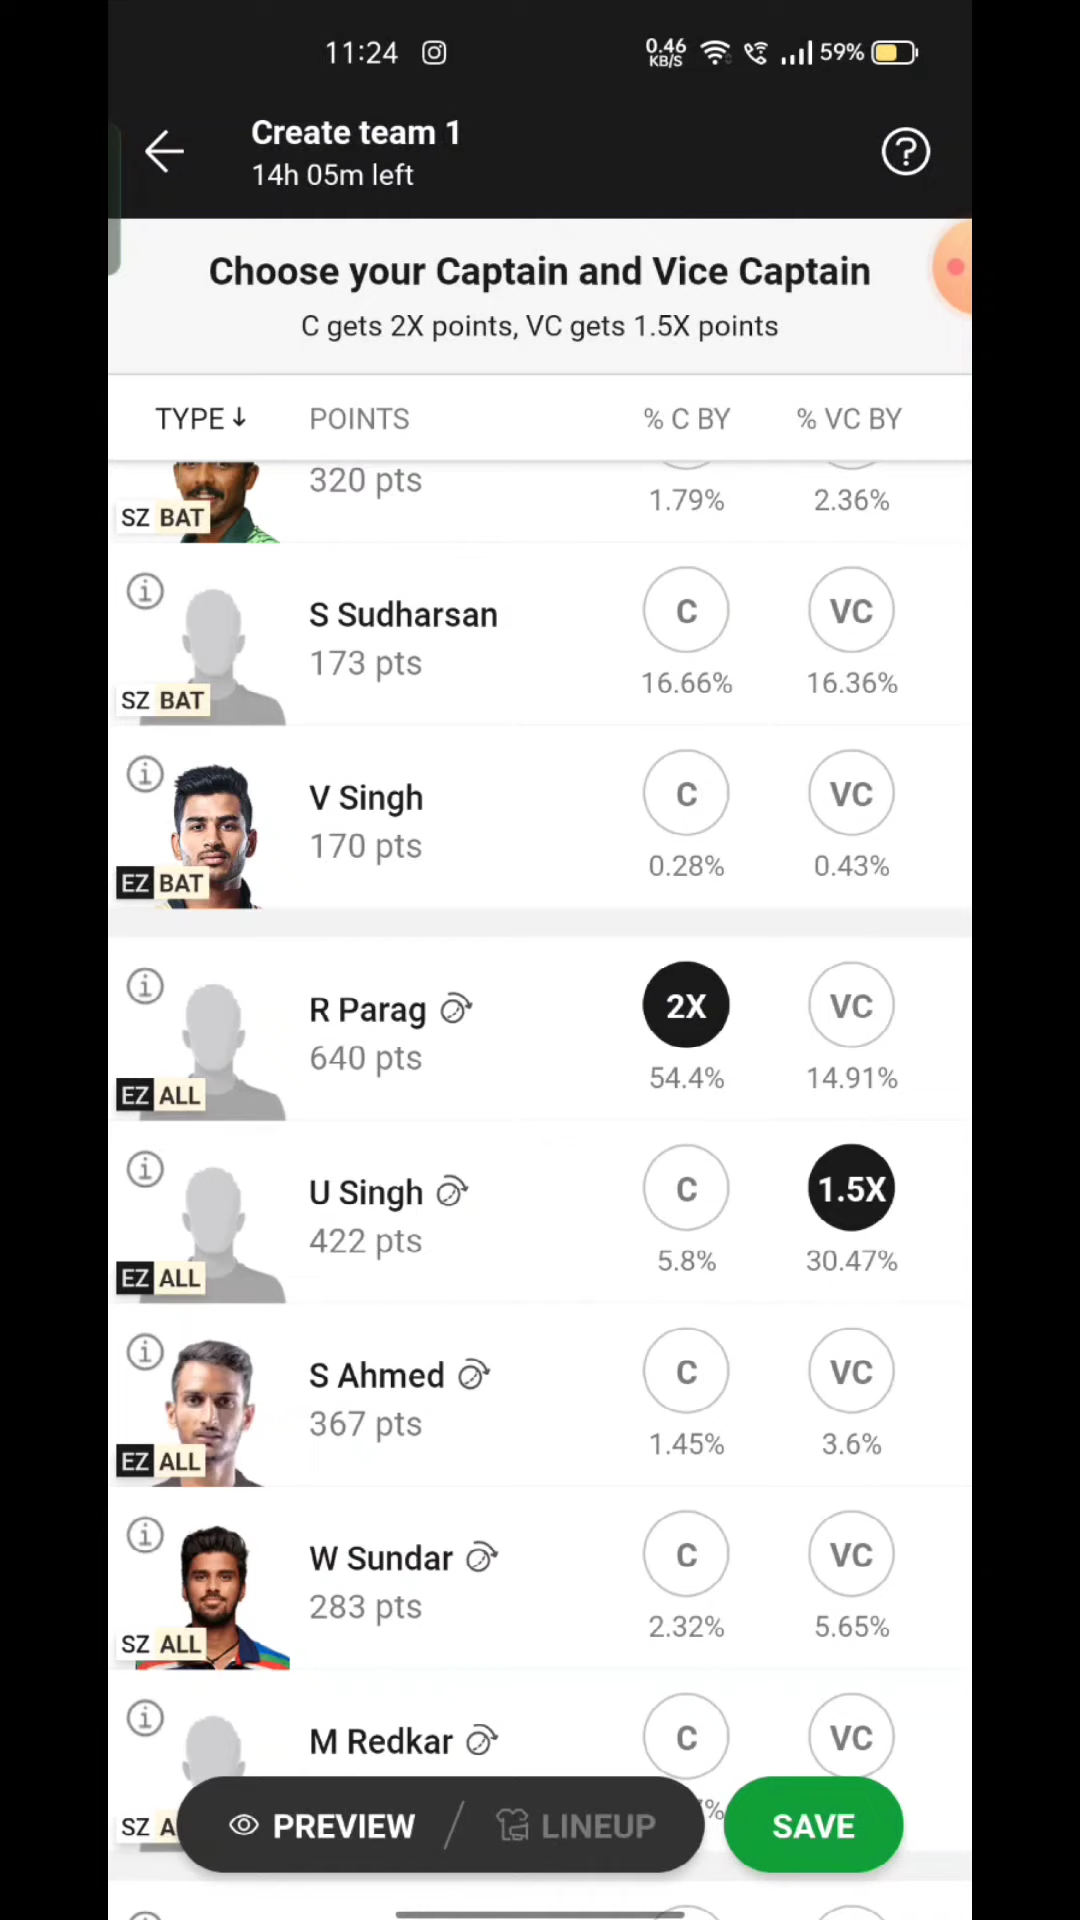 11:24
0.46 KB/S
59%
Create team 1
14h 05m left
Choose your Captain and Vice Captain
C gets 2X points, VC gets 1.5X points
TYPE↓ POINTS % C BY % VC BY
320 pts
1.79% 2.36%
SZ BAT
S Sudharsan
C VC
173 pts
16.66% 16.36%
SZ BAT
V Singh
C VC
170 pts
0.28% 0.43%
EZ BAT
R Parag
2X VC
640 pts
54.4% 14.91%
EZ ALL
U Singh
C 1.5X
422 pts
5.8% 30.47%
EZ ALL
S Ahmed
C VC
367 pts
1.45% 3.6%
EZ ALL
W Sundar
C VC
283 pts
2.32% 5.65%
SZ ALL
M Redkar
C VC
SZ
PREVIEW / LINEUP
SAVE